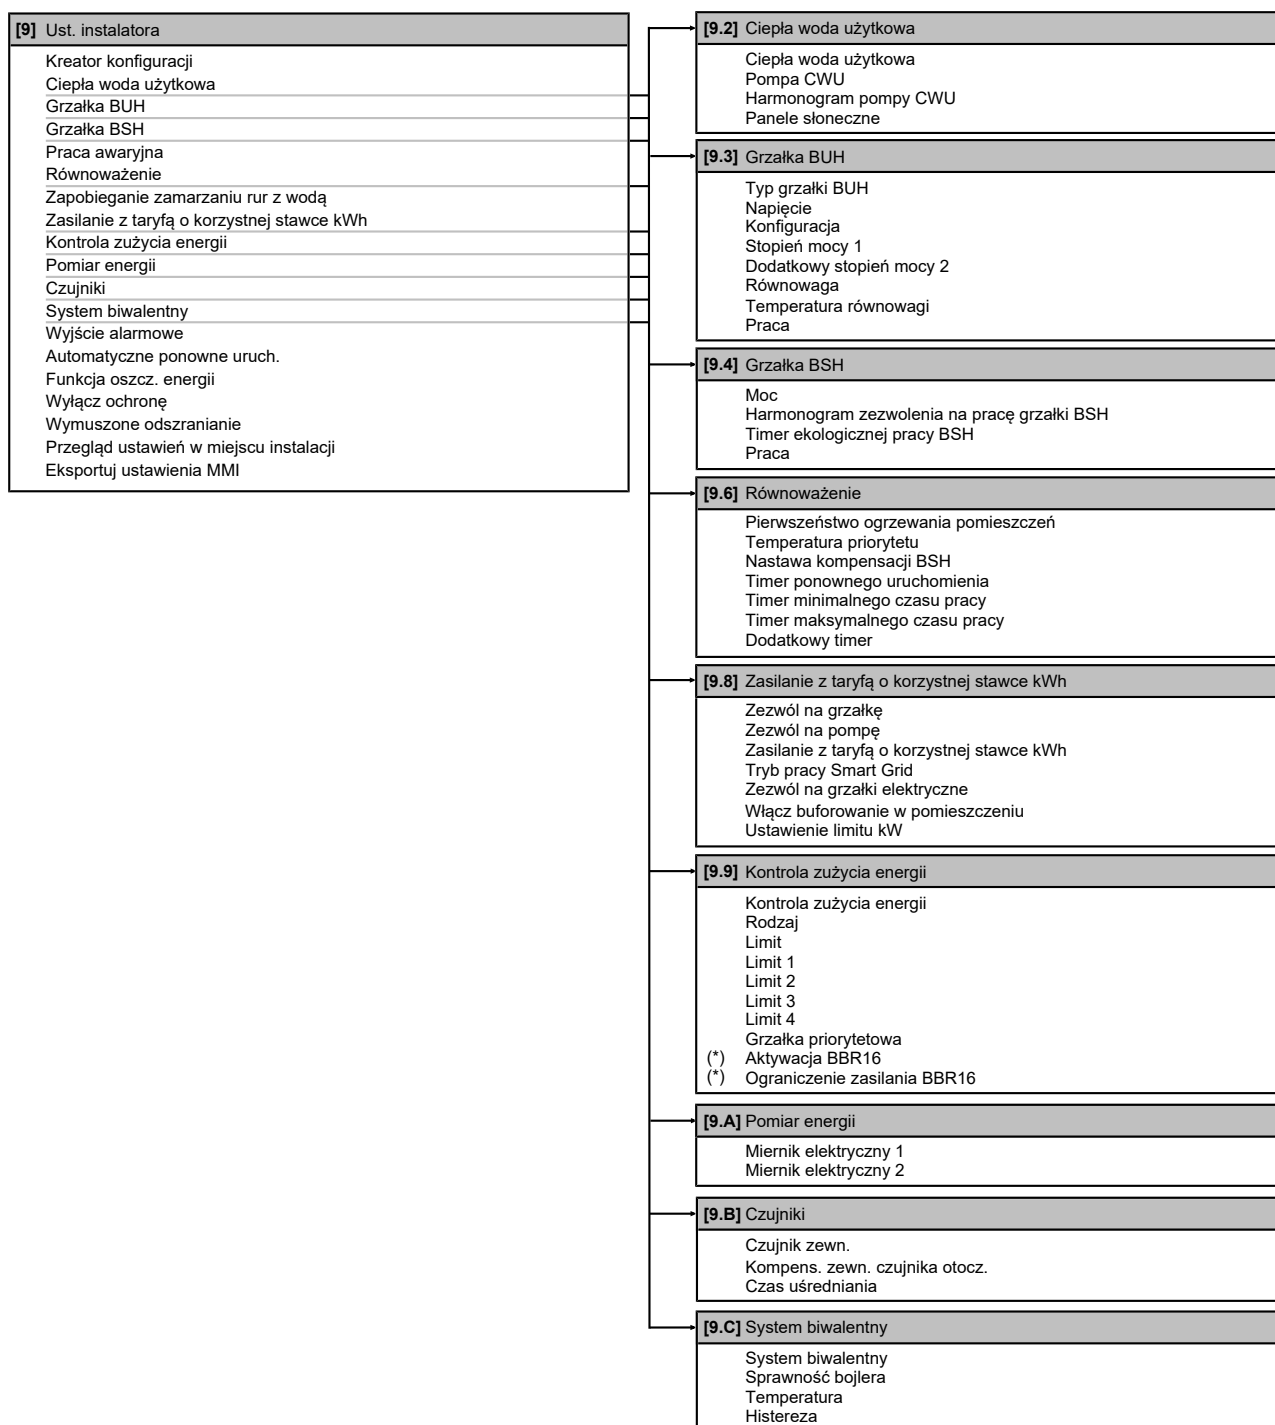 [9] Ust. instalatora
Kreator konfiguracji
Ciepła woda użytkowa
Grzałka BUH
Grzałka BSH
Praca awaryjna
Równoważenie
Zapobieganie zamarzaniu rur z wodą
Zasilanie z taryfą o korzystnej stawce kWh
Kontrola zużycia energii
Pomiar energii
Czujniki
System biwalentny
Wyjście alarmowe
Automatyczne ponowne uruch.
Funkcja oszcz. energii
Wyłącz ochronę
Wymuszone odszranianie
Przegląd ustawień w miejscu instalacji
Eksportuj ustawienia MMI
[9.2] Ciepła woda użytkowa
Ciepła woda użytkowa
Pompa CWU
Harmonogram pompy CWU
Panele słoneczne
[9.3] Grzałka BUH
Typ grzałki BUH
Napięcie
Konfiguracja
Stopień mocy 1
Dodatkowy stopień mocy 2
Równowaga
Temperatura równowagi
Praca
[9.4] Grzałka BSH
Moc
Harmonogram zezwolenia na pracę grzałki BSH
Timer ekologicznej pracy BSH
Praca
[9.6] Równoważenie
Pierwszeństwo ogrzewania pomieszczeń
Temperatura priorytetu
Nastawa kompensacji BSH
Timer ponownego uruchomienia
Timer minimalnego czasu pracy
Timer maksymalnego czasu pracy
Dodatkowy timer
[9.8] Zasilanie z taryfą o korzystnej stawce kWh
Zezwól na grzałkę
Zezwól na pompę
Zasilanie z taryfą o korzystnej stawce kWh
Tryb pracy Smart Grid
Zezwól na grzałki elektryczne
Włącz buforowanie w pomieszczeniu
Ustawienie limitu kW
[9.9] Kontrola zużycia energii
Kontrola zużycia energii
Rodzaj
Limit
Limit 1
Limit 2
Limit 3
Limit 4
Grzałka priorytetowa
(*) Aktywacja BBR16
(*) Ograniczenie zasilania BBR16
[9.A] Pomiar energii
Miernik elektryczny 1
Miernik elektryczny 2
[9.B] Czujniki
Czujnik zewn.
Kompens. zewn. czujnika otocz.
Czas uśredniania
[9.C] System biwalentny
System biwalentny
Sprawność bojlera
Temperatura
Histereza